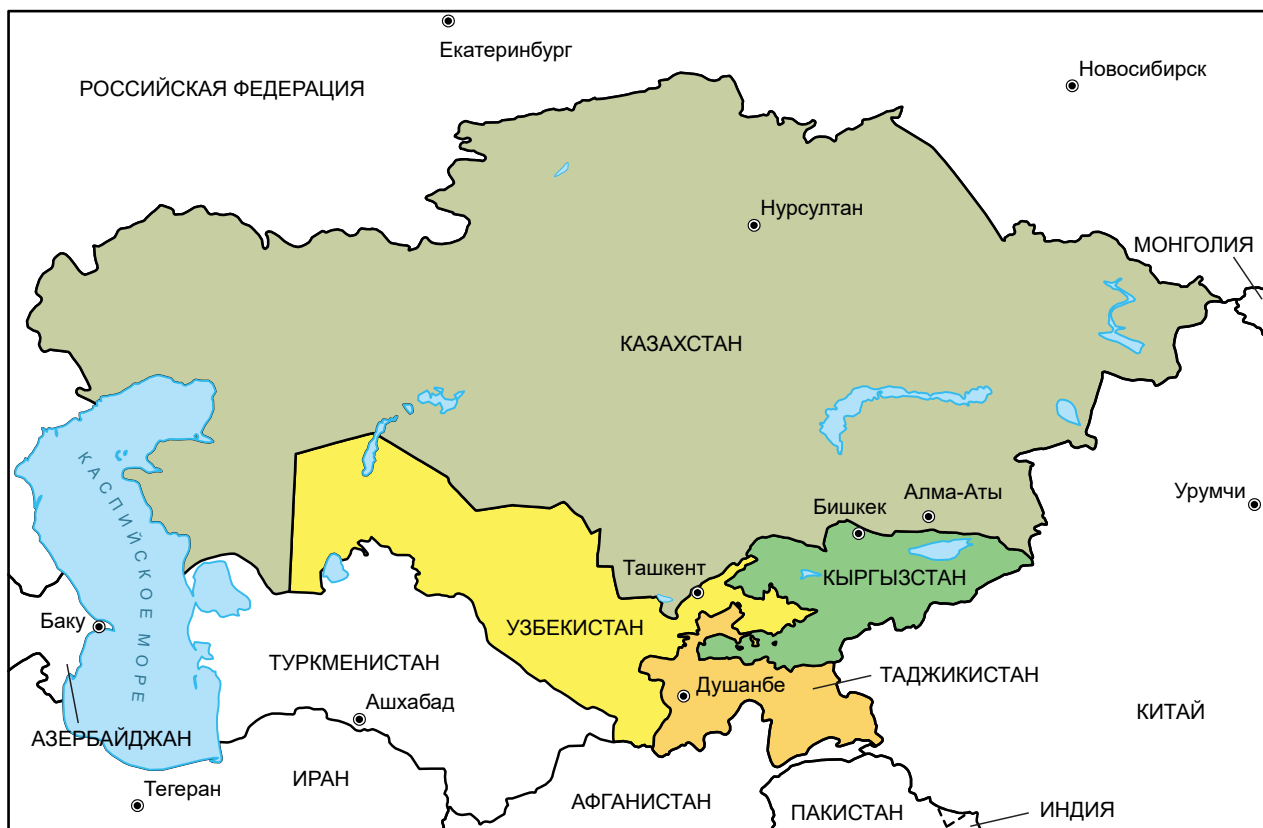 Екатеринбург
Новосибирск
РОССИЙСКАЯ ФЕДЕРАЦИЯ
Нурсултан
МОНГОЛИЯ
КАЗАХСТАН
КАСПИЙСКОЕ МОРЕ
Алма-Аты
Урумчи
Бишкек
Ташкент
КЫРГЫЗСТАН
Баку
УЗБЕКИСТАН
ТУРКМЕНИСТАН
ТАДЖИКИСТАН
Душанбе
Ашхабад
КИТАЙ
АЗЕРБАЙДЖАН
ИРАН
Тегеран
АФГАНИСТАН
ПАКИСТАН
ИНДИЯ